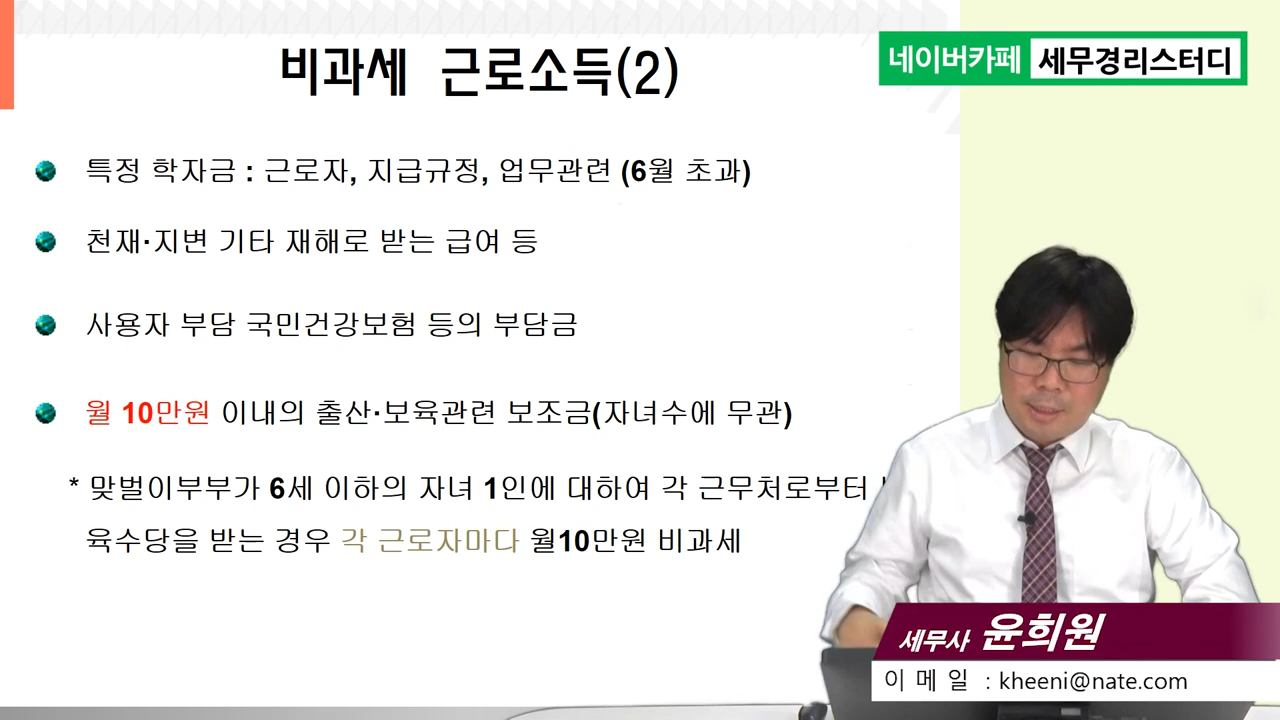 비과세 근로소득(2)
네이버카페 세무경리스터디
특정 학자금 : 근로자, 지급규정, 업무관련 (6월 초과)
천재·지변 기타 재해로 받는 급여 등
사용자 부담 국민건강보험 등의 부담금
월 10만원 이내의 출산·보육관련 보조금(자녀수에 무관)
* 맞벌이부부가 6세 이하의 자녀 1인에 대하여 각 근무처로부터
육수당을 받는 경우 각 근로자마다 월10만원 비과세
세무사 윤희원
이 메 일 : kheeni@nate.com